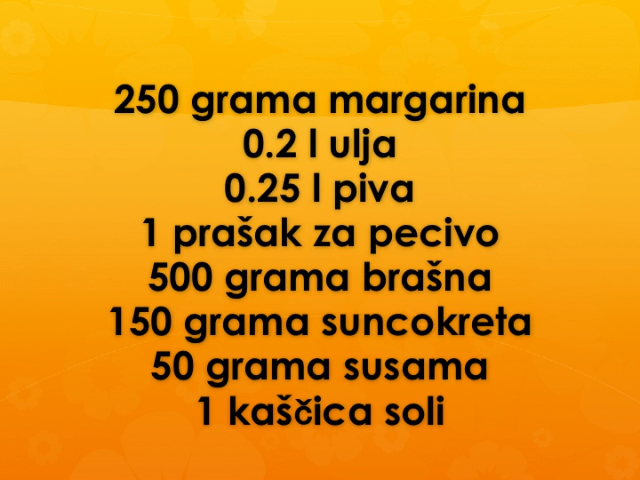 250 grama margarina
0.2 l ulja
0.25 l piva
1 prašak za pecivo
500 grama brašna
150 grama suncokreta
50 grama susama
1 kaščica soli